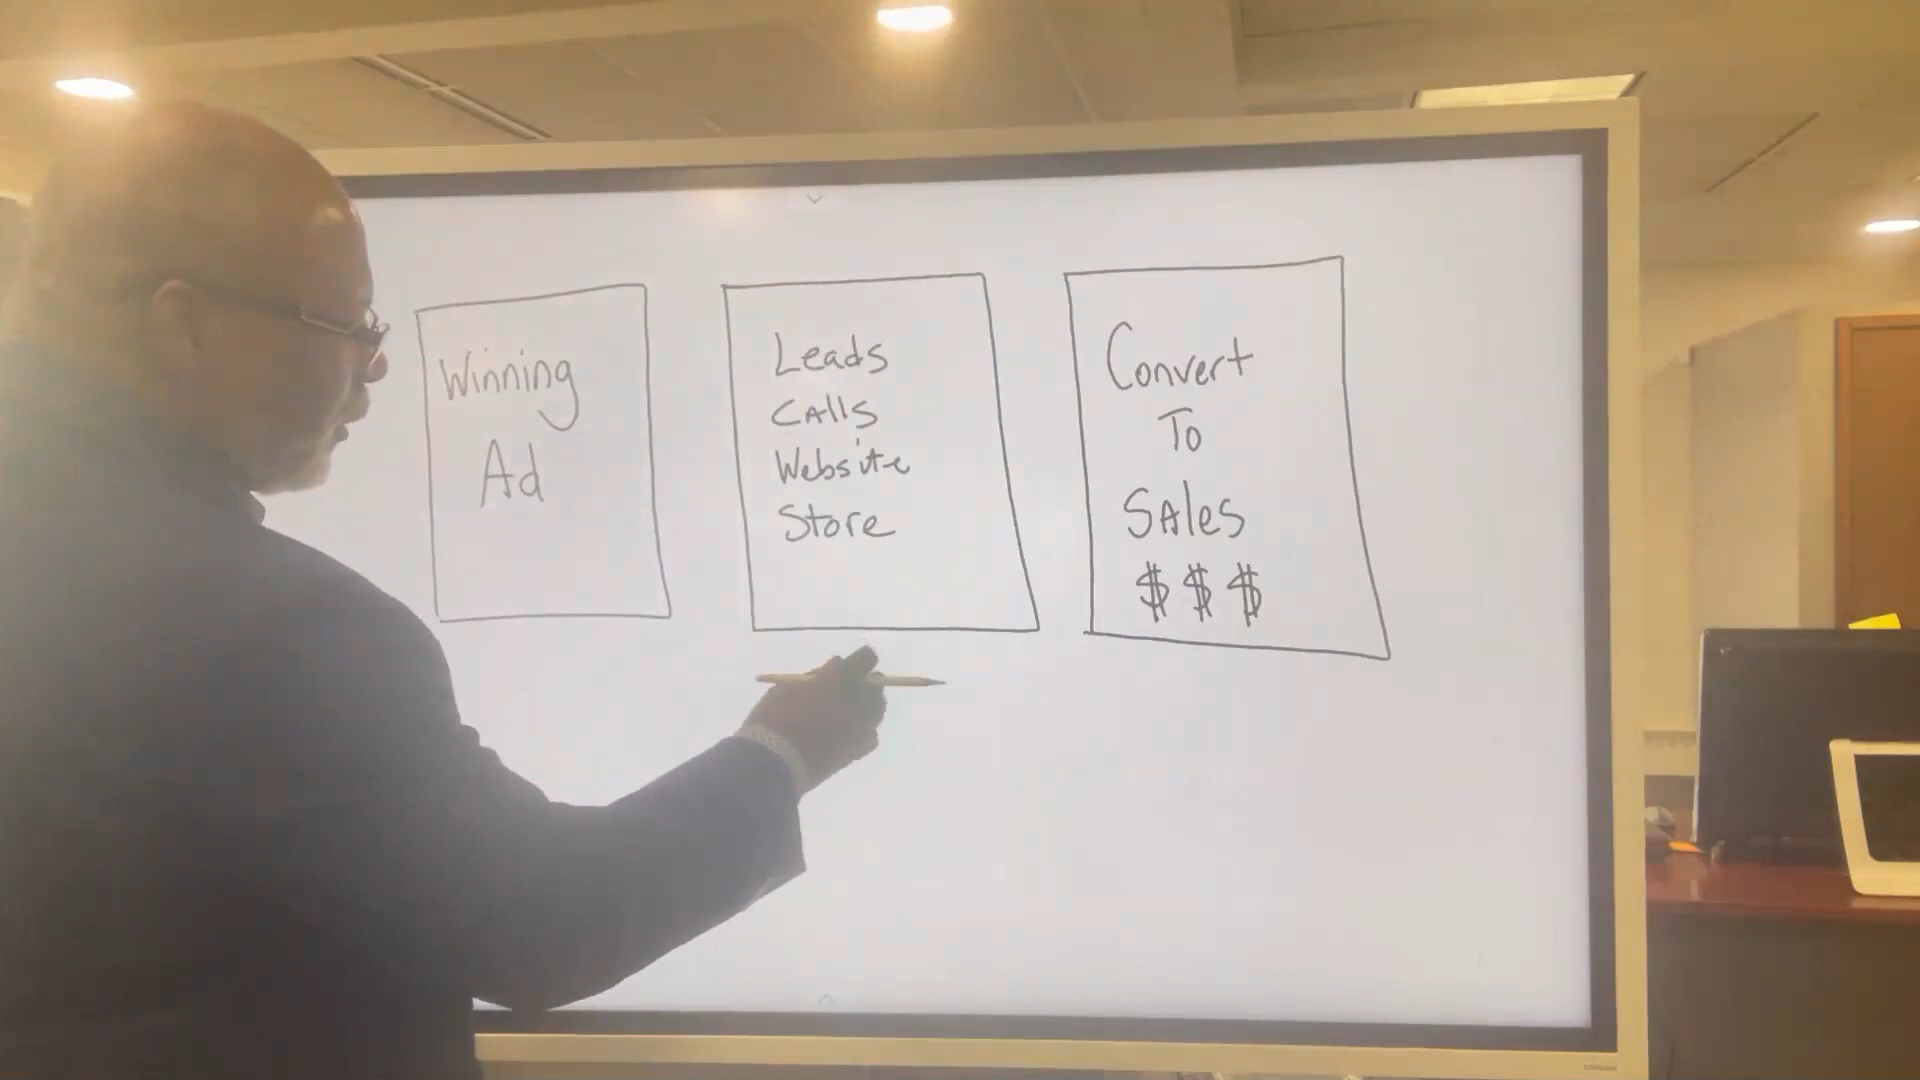 Winning
Ad
Leads
Calls
Website
Store
Convert
To
Sales
$ $ $